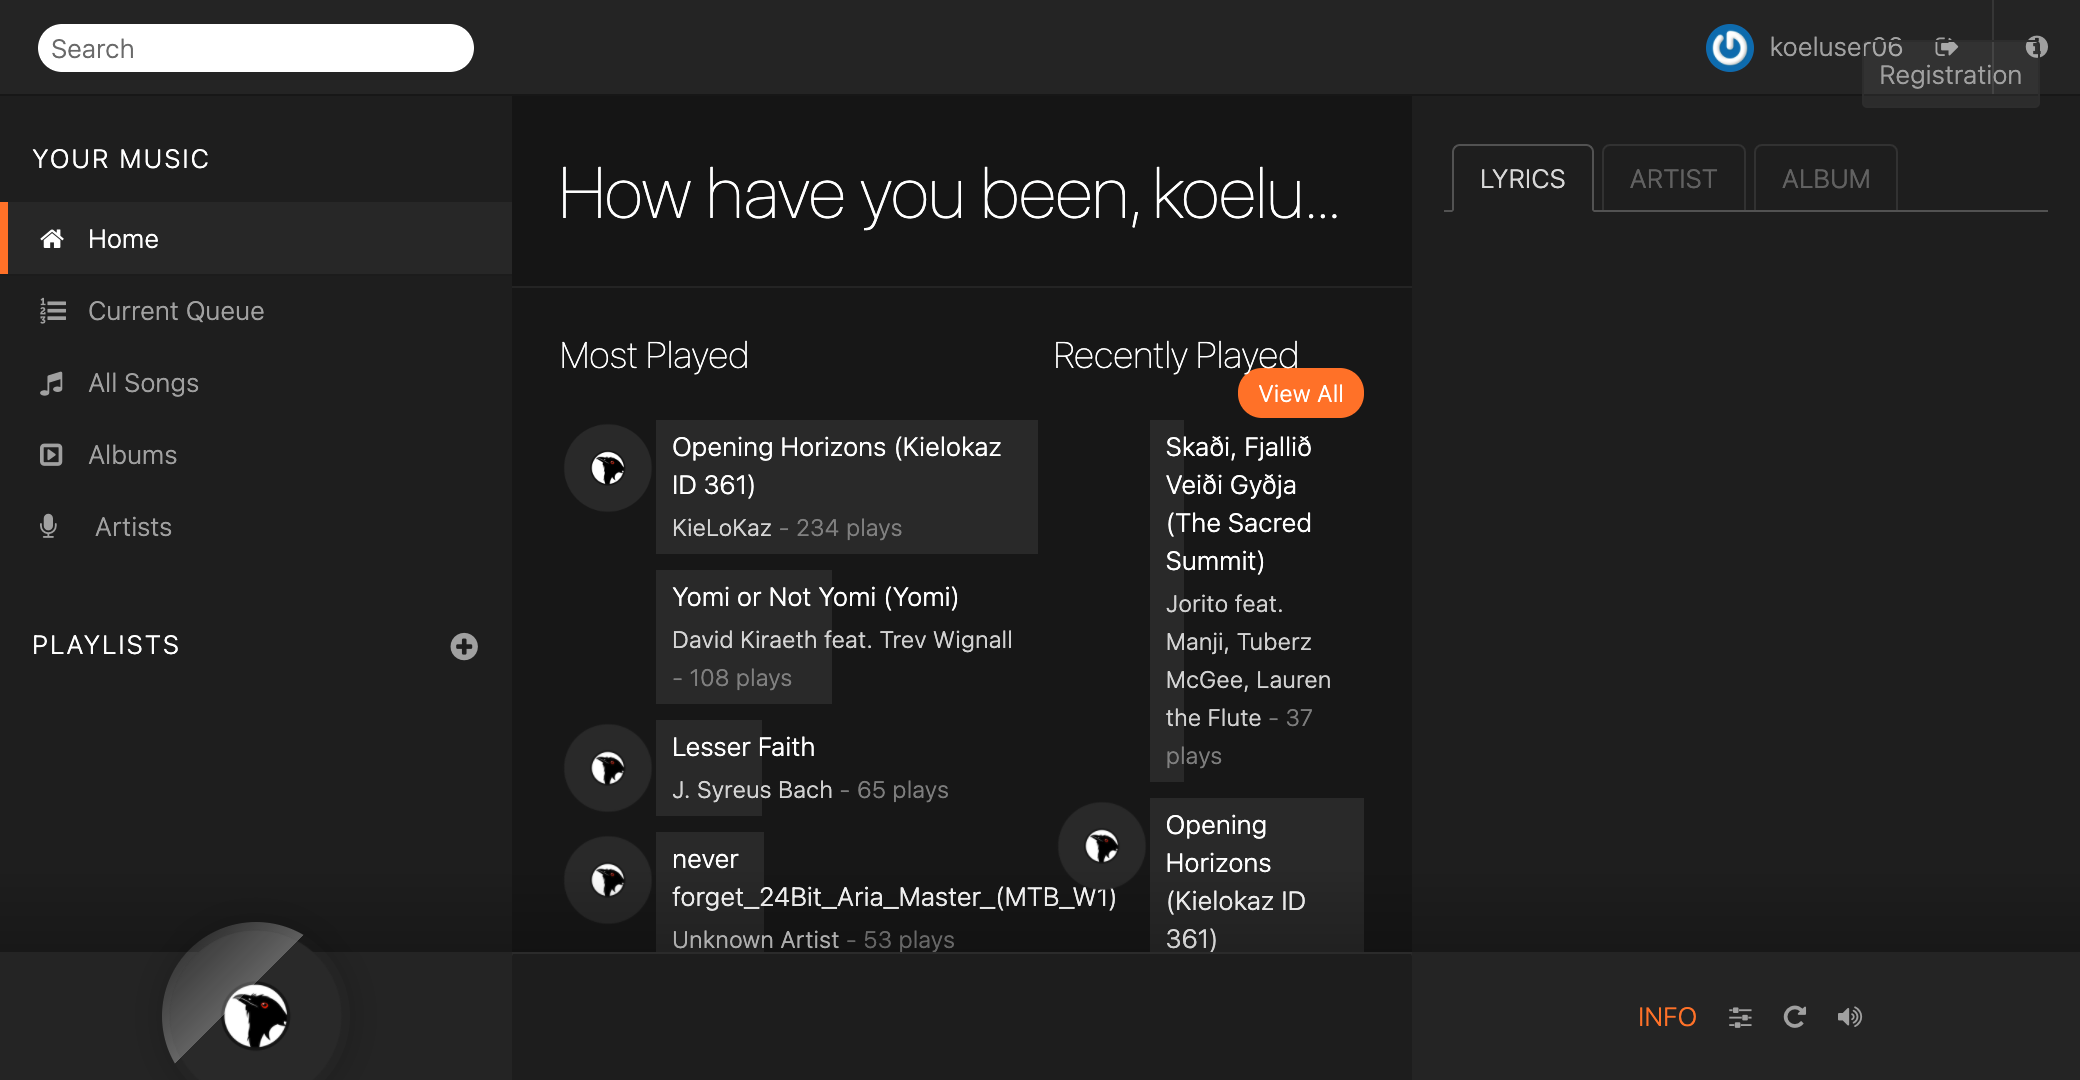 Search
koeluser06
Registration
YOUR MUSIC
Home
Current Queue
All Songs
Albums
Artists
PLAYLISTS
How have you been, koelu...
Most Played
Opening Horizons (Kielokaz
ID 361)
KieLoKaz - 234 plays
Yomi or Not Yomi (Yomi)
David Kiraeth feat. Trev Wignall
- 108 plays
Lesser Faith
J. Syreus Bach - 65 plays
never
forget_24Bit_Aria_Master_(MTB_W1)
Unknown Artist - 53 plays
Recently Played
View All
Skaði, Fjallið
Veiði Gyðja
(The Sacred
Summit)
Jorito feat.
Manji, Tuberz
McGee, Lauren
the Flute - 37
plays
Opening
Horizons
(Kielokaz ID
361)
LYRICS
ARTIST
ALBUM
INFO